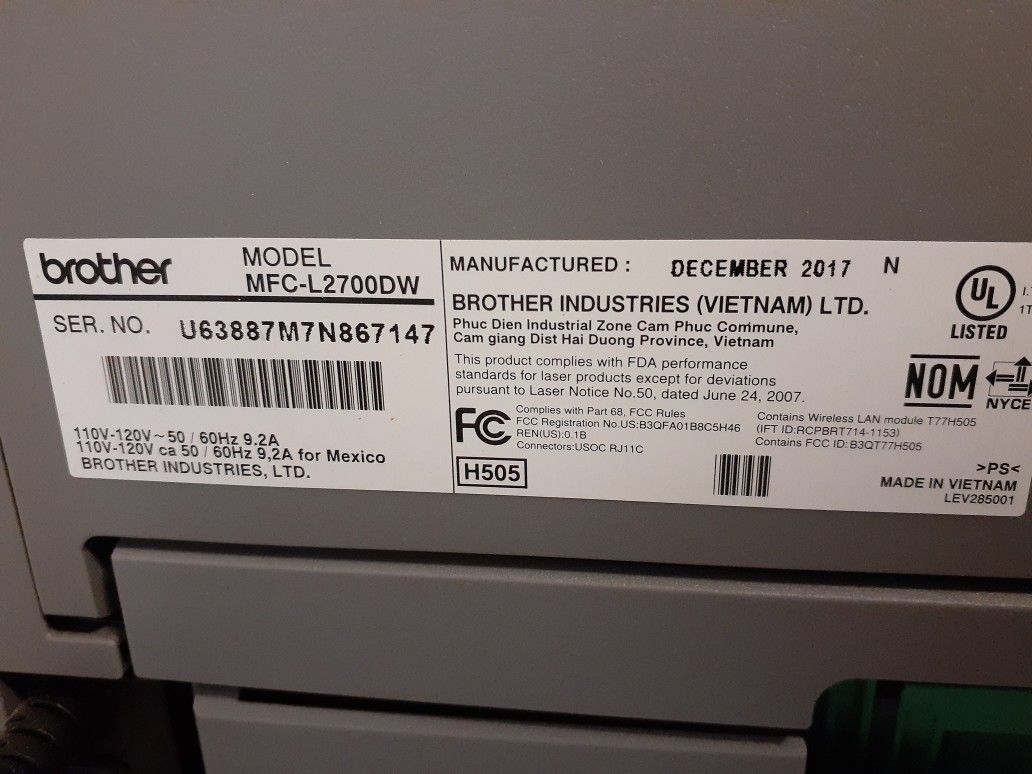 brother
MODEL
MFC-L2700DW
SER. NO. U63887M7N867147
110V-120V~50 / 60Hz 9.2A
110V-120V ca 50 / 60Hz 9,2A for Mexico
BROTHER INDUSTRIES, LTD.
MANUFACTURED : DECEMBER 2017 N
BROTHER INDUSTRIES (VIETNAM) LTD.
Phuc Dien Industrial Zone Cam Phuc Commune,
Cam giang Dist Hai Duong Province, Vietnam
This product complies with FDA performance
standards for laser products except for deviations
pursuant to Laser Notice No.50, dated June 24, 2007.
FC
Complies with Part 68, FCC Rules
FCC Registration No.US:B3QFA01B8C5H46
REN(US):0.1B
Connectors:USOC RJ11C
H505
Contains Wireless LAN module T77H505
(IFT ID:RCPBRT714-1153)
Contains FCC ID:B3QT77H505
UL
LISTED
NOM
NYCE
>PS<
MADE IN VIETNAM
LEV285001